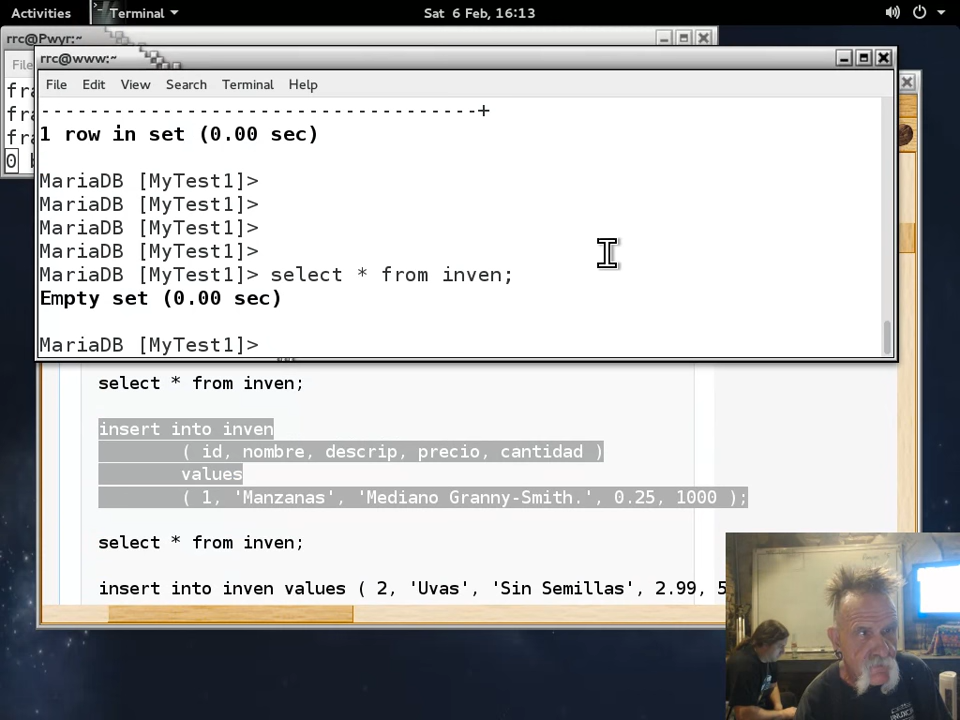 Activities Terminal Sat 6 Feb, 16:13
rrc@Pwyr:~
rrc@www:~
File Edit View Search Terminal Help
-------------------------------------+
1 row in set (0.00 sec)
MariaDB [MyTest1]>
MariaDB [MyTest1]>
MariaDB [MyTest1]>
MariaDB [MyTest1]>
MariaDB [MyTest1]> select * from inven;
Empty set (0.00 sec)
MariaDB [MyTest1]>
select * from inven;
insert into inven
( id, nombre, descrip, precio, cantidad )
values
( 1, 'Manzanas', 'Mediano Granny-Smith.', 0.25, 1000 );
select * from inven;
insert into inven values ( 2, 'Uvas', 'Sin Semillas', 2.99, 5